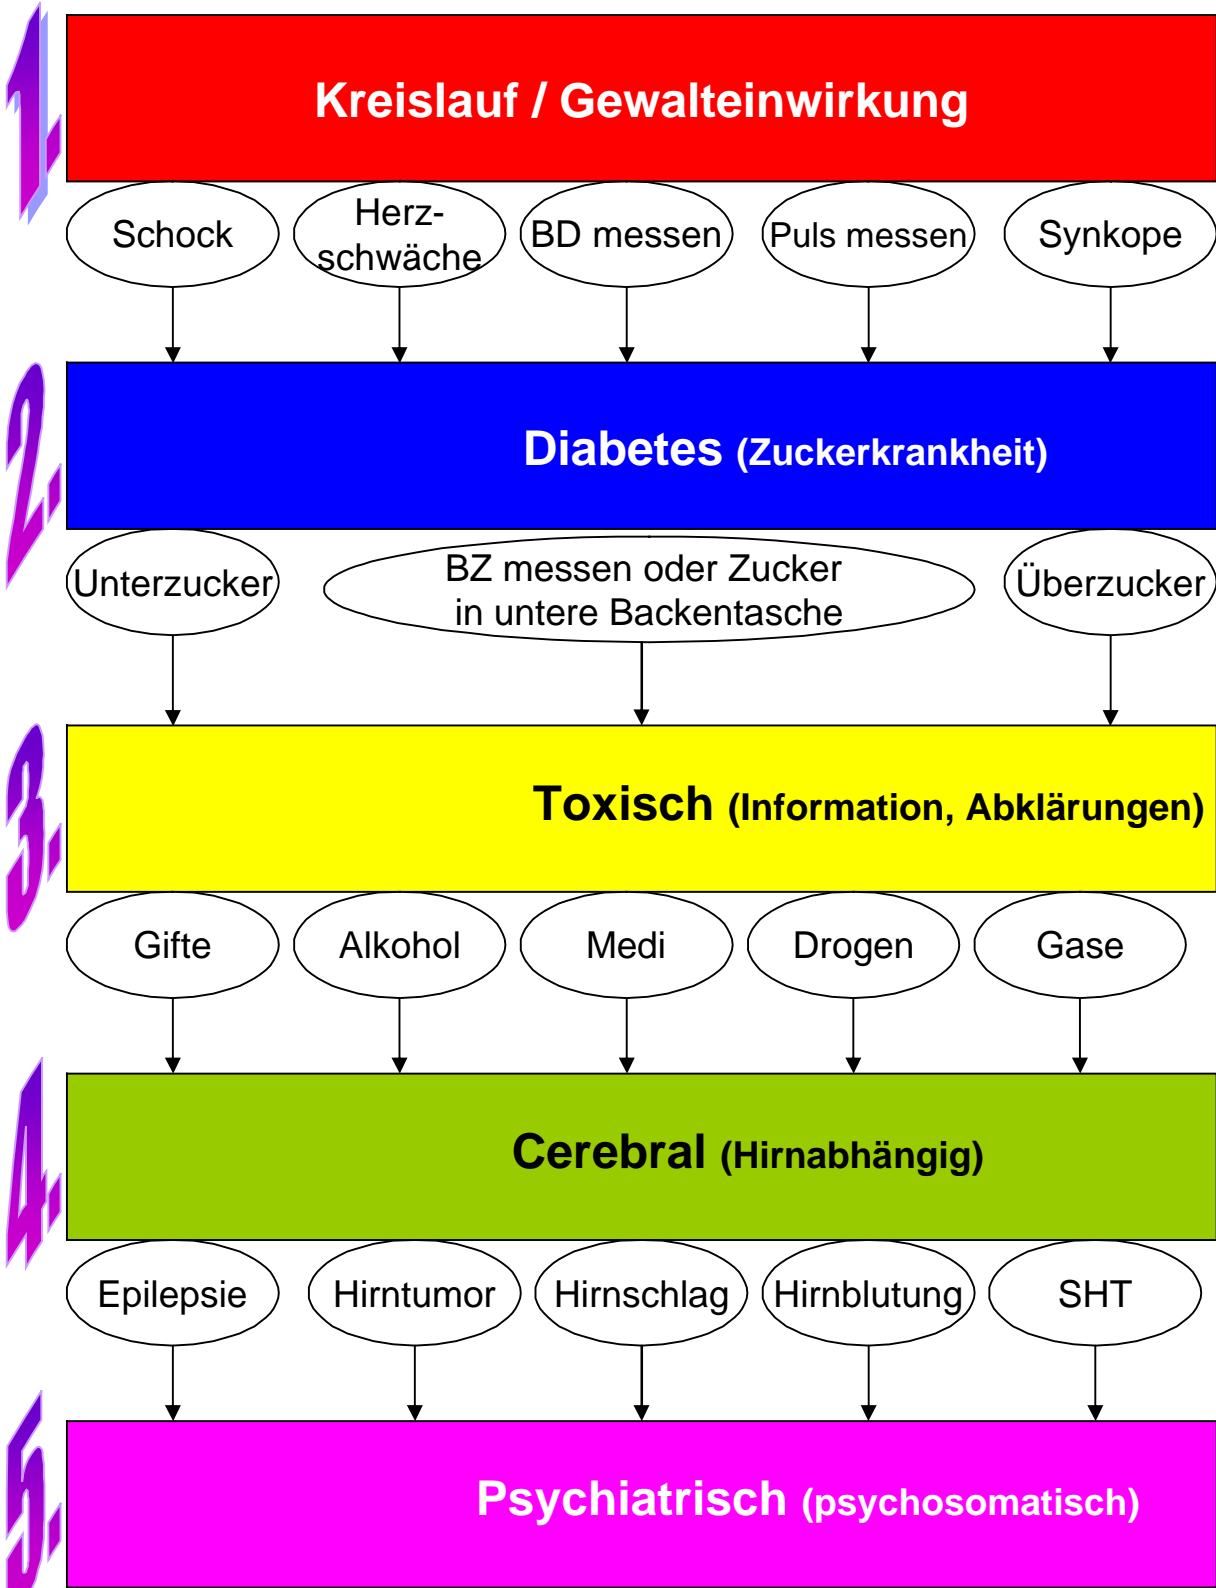 1.
Kreislauf / Gewalteinwirkung
Schock
Herz-
schwäche
BD messen
Puls messen
Synkope
2.
Diabetes (Zuckerkrankheit)
Unterzucker
BZ messen oder Zucker
in untere Backentasche
Überzucker
3.
Toxisch (Information, Abklärungen)
Gifte
Alkohol
Medi
Drogen
Gase
4.
Cerebral (Hirnabhängig)
Epilepsie
Hirntumor
Hirnschlag
Hirnblutung
SHT
5.
Psychiatrisch (psychosomatisch)